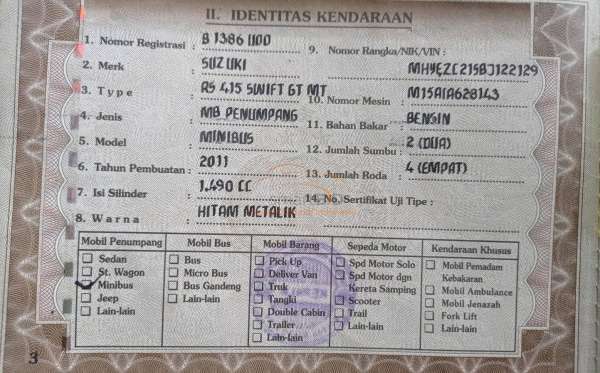 II. IDENTITAS KENDARAAN
1. Nomor Registrasi : B 1386 UOO
2. Merk : SUZUKI
3. Type : RS 415 SWIFT GT MT
4. Jenis : MB PENUMPANG
5. Model : MINIBUS
6. Tahun Pembuatan : 2011
7. Isi Silinder : 1.490 CC
8. Warna : HITAM METALIK
9. Nomor Rangka/NIK/VIN :
MHYEZC21SBJ122129
10. Nomor Mesin : M15AIA628143
11. Bahan Bakar : BENSIN
12. Jumlah Sumbu : 2 (DUA)
13. Jumlah Roda : 4 (EMPAT)
14. No. Sertifikat Uji Tipe :
Mobil Penumpang
Sedan
St. Wagon
Minibus
Jeep
Lain-lain
Mobil Bus
Bus
Micro Bus
Bus Gandeng
Lain-lain
Mobil Barang
Pick Up
Deliver Van
Truk
Tangki
Double Cabin
Trailer
Lain-lain
Sepeda Motor
Spd Motor Solo
Spd Motor dgn
Kereta Samping
Scooter
Trail
Lain-lain
Kendaraan Khusus
Mobil Pemadam
Kebakaran
Mobil Ambulance
Mobil Jenazah
Fork Lift
Lain-lain
3